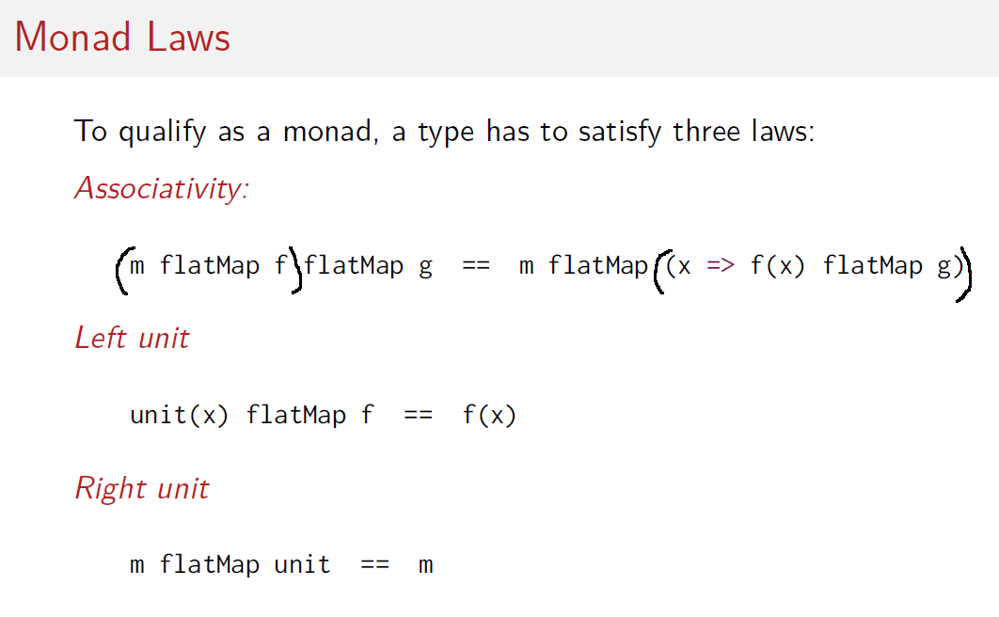 Monad Laws
To qualify as a monad, a type has to satisfy three laws:
Associativity:
(m flatMap f) flatMap g == m flatMap((x => f(x) flatMap g))
Left unit
unit(x) flatMap f == f(x)
Right unit
m flatMap unit == m